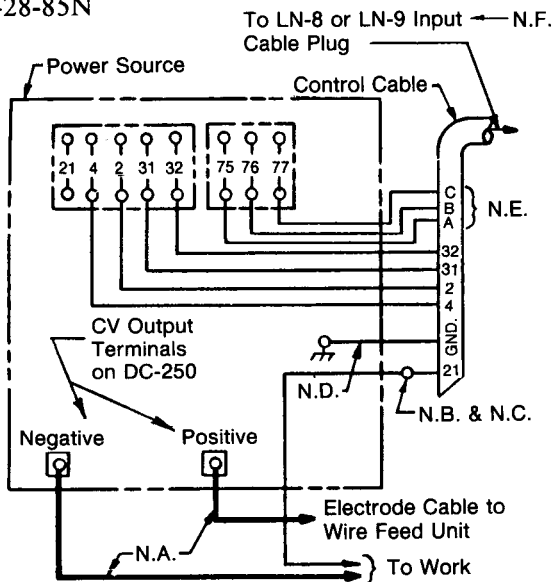 -28-85N
To LN-8 or LN-9 Input
Cable Plug
N.F.
Power Source
Control Cable
21 4 2 31 32
75 76 77
C
B
A
N.E.
32
31
2
4
GND.
21
CV Output
Terminals
on DC-250
N.D.
N.B. & N.C.
Negative
Positive
Electrode Cable to
Wire Feed Unit
N.A.
To Work